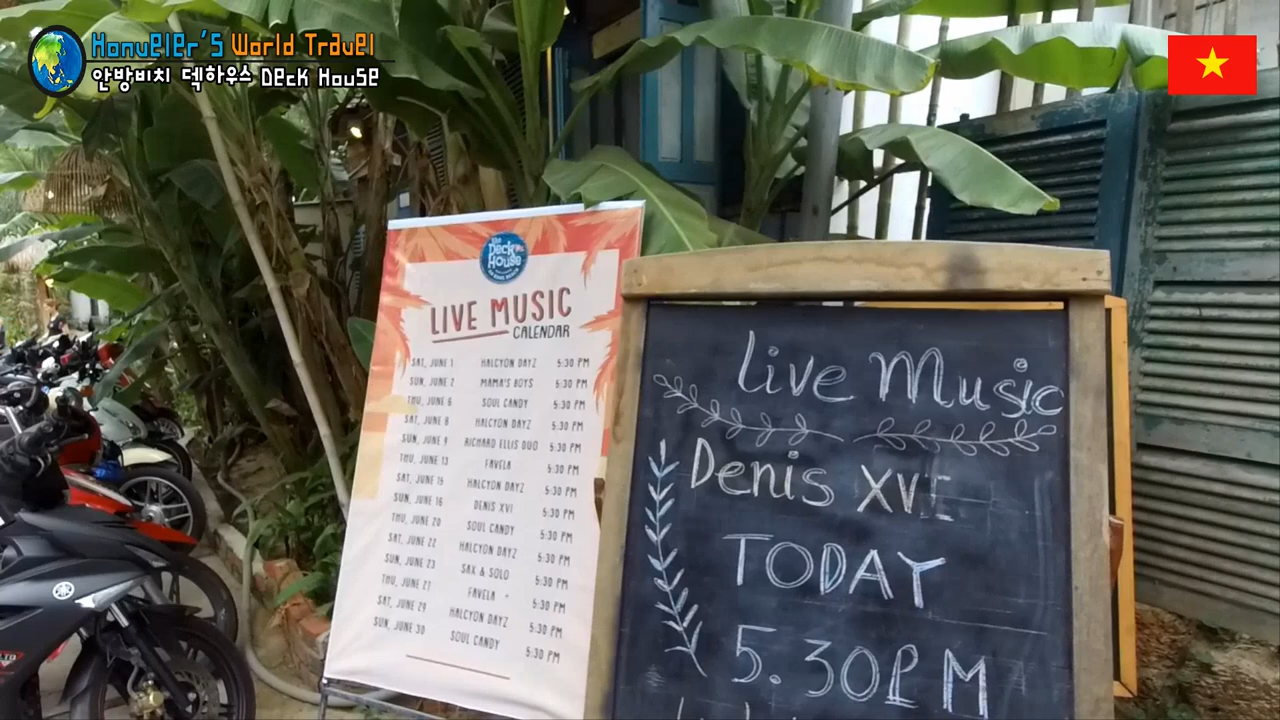 Hanveler's World Travel
안방비치 덱하우스 Deck House
the Deck House
LIVE MUSIC
CALENDAR
SAT, JUNE 1 HALCYON DAYZ 5:30 PM
SUN, JUNE 2 MAMA'S BOYS 5:30 PM
THU, JUNE 6 SOUL CANDY 5:30 PM
SAT, JUNE 8 HALCYON DAYZ 5:30 PM
SUN, JUNE 9 RICHARD ELLIS DUO 5:30 PM
THU, JUNE 13 FAVELA 5:30 PM
SAT, JUNE 15 HALCYON DAYZ 5:30 PM
SUN, JUNE 16 DENIS XVI 5:30 PM
THU, JUNE 20 SOUL CANDY 5:30 PM
SAT, JUNE 22 HALCYON DAYZ 5:30 PM
SUN, JUNE 23 SAX & SOLO 5:30 PM
THU, JUNE 27 FAVELA 5:30 PM
SAT, JUNE 29 HALCYON DAYZ 5:30 PM
SUN, JUNE 30 SOUL CANDY 5:30 PM
Live Music
Denis XVI
TODAY
5.30PM